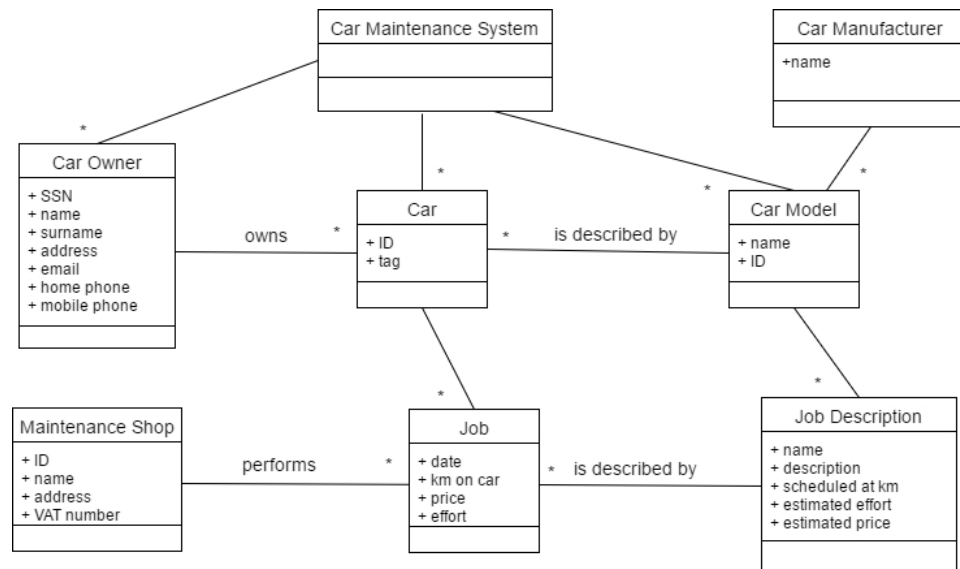 Car Maintenance System
Car Manufacturer
+name
*
*
*
*
Car Owner
+ SSN
+ name
+ surname
+ address
+ email
+ home phone
+ mobile phone
owns
*
Car
+ ID
+ tag
*
is described by
Car Model
+ name
+ ID
*
*
Maintenance Shop
+ ID
+ name
+ address
+ VAT number
performs
*
Job
+ date
+ km on car
+ price
+ effort
*
is described by
Job Description
+ name
+ description
+ scheduled at km
+ estimated effort
+ estimated price